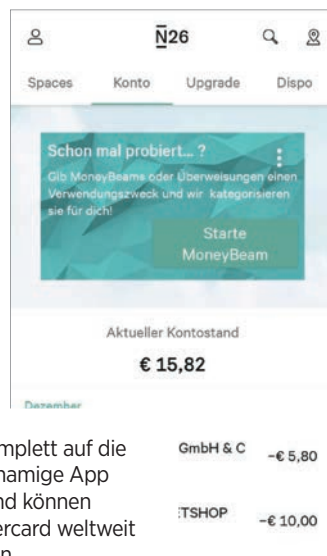 N26
Spaces Konto Upgrade Dispo
Schon mal probiert... ?
Gib MoneyBeams oder Überweisungen einen
Verwendungszweck und wir kategorisieren
sie für dich!
Starte
MoneyBeam
Aktueller Kontostand
€ 15,82
Dezember
mplett auf die
namige App
nd können
ercard weltweit
GmbH & C -€ 5,80
TSHOP -€ 10,00